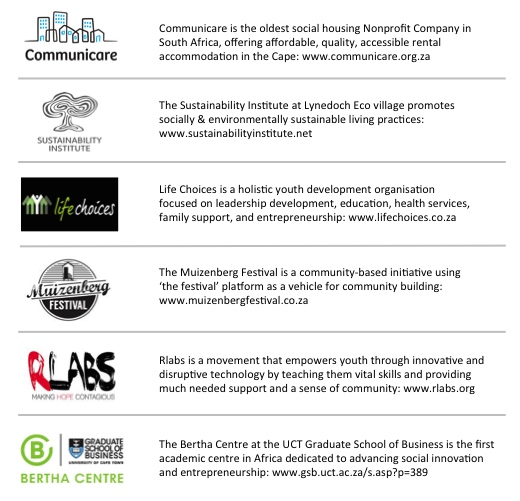 Communicare
Communicare is the oldest social housing Nonprofit Company in
South Africa, offering affordable, quality, accessible rental
accommodation in the Cape: www.communicare.org.za
SUSTAINABILITY
INSTITUTE
The Sustainability Institute at Lynedoch Eco village promotes
socially & environmentally sustainable living practices:
www.sustainabilityinstitute.net
life choices
Life Choices is a holistic youth development organisation
focused on leadership development, education, health services,
family support, and entrepreneurship: www.lifechoices.co.za
Muizenberg
FESTIVAL
The Muizenberg Festival is a community-based initiative using
‘the festival’ platform as a vehicle for community building:
www.muizenbergfestival.co.za
RLABS
MAKING HOPE CONTAGIOUS
Rlabs is a movement that empowers youth through innovative and
disruptive technology by teaching them vital skills and providing
much needed support and a sense of community: www.rlabs.org
GRADUATE
SCHOOL OF
BUSINESS
UNIVERSITY OF CAPE TOWN
BERTHA CENTRE
The Bertha Centre at the UCT Graduate School of Business is the first
academic centre in Africa dedicated to advancing social innovation
and entrepreneurship: www.gsb.uct.ac.za/s.asp?p=389